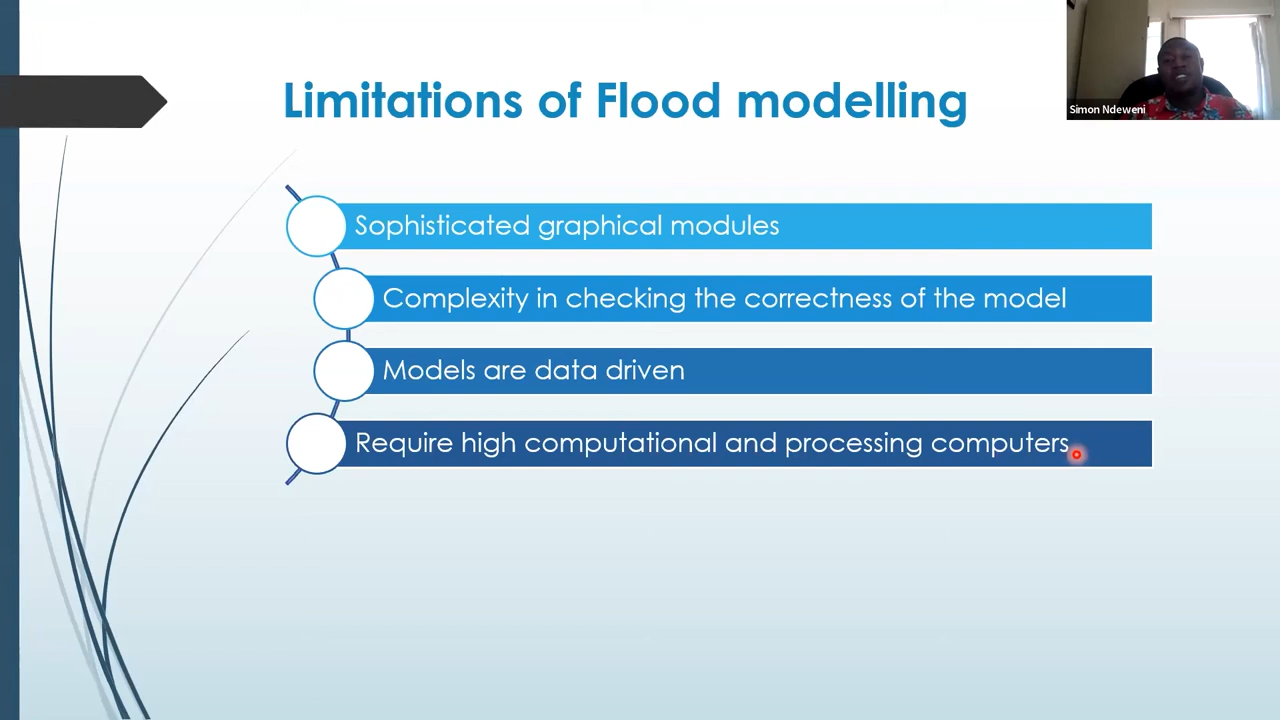 Limitations of Flood modelling
Simon Ndeweni
Sophisticated graphical modules
Complexity in checking the correctness of the model
Models are data driven
Require high computational and processing computers